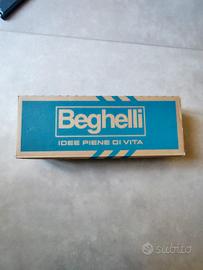 Beghelli
IDEE PIENE DI VITA
subito